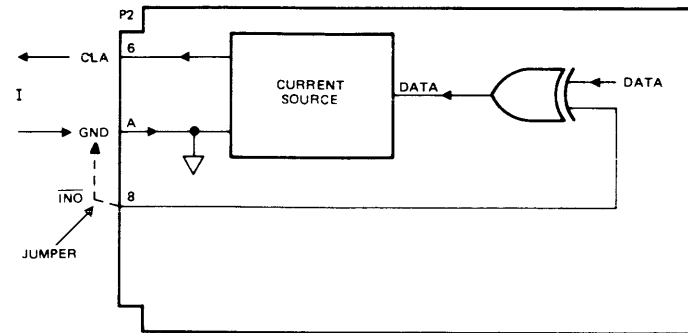 P2
6
CLA
I
GND
A
INO
8
JUMPER
CURRENT
SOURCE
DATA
DATA